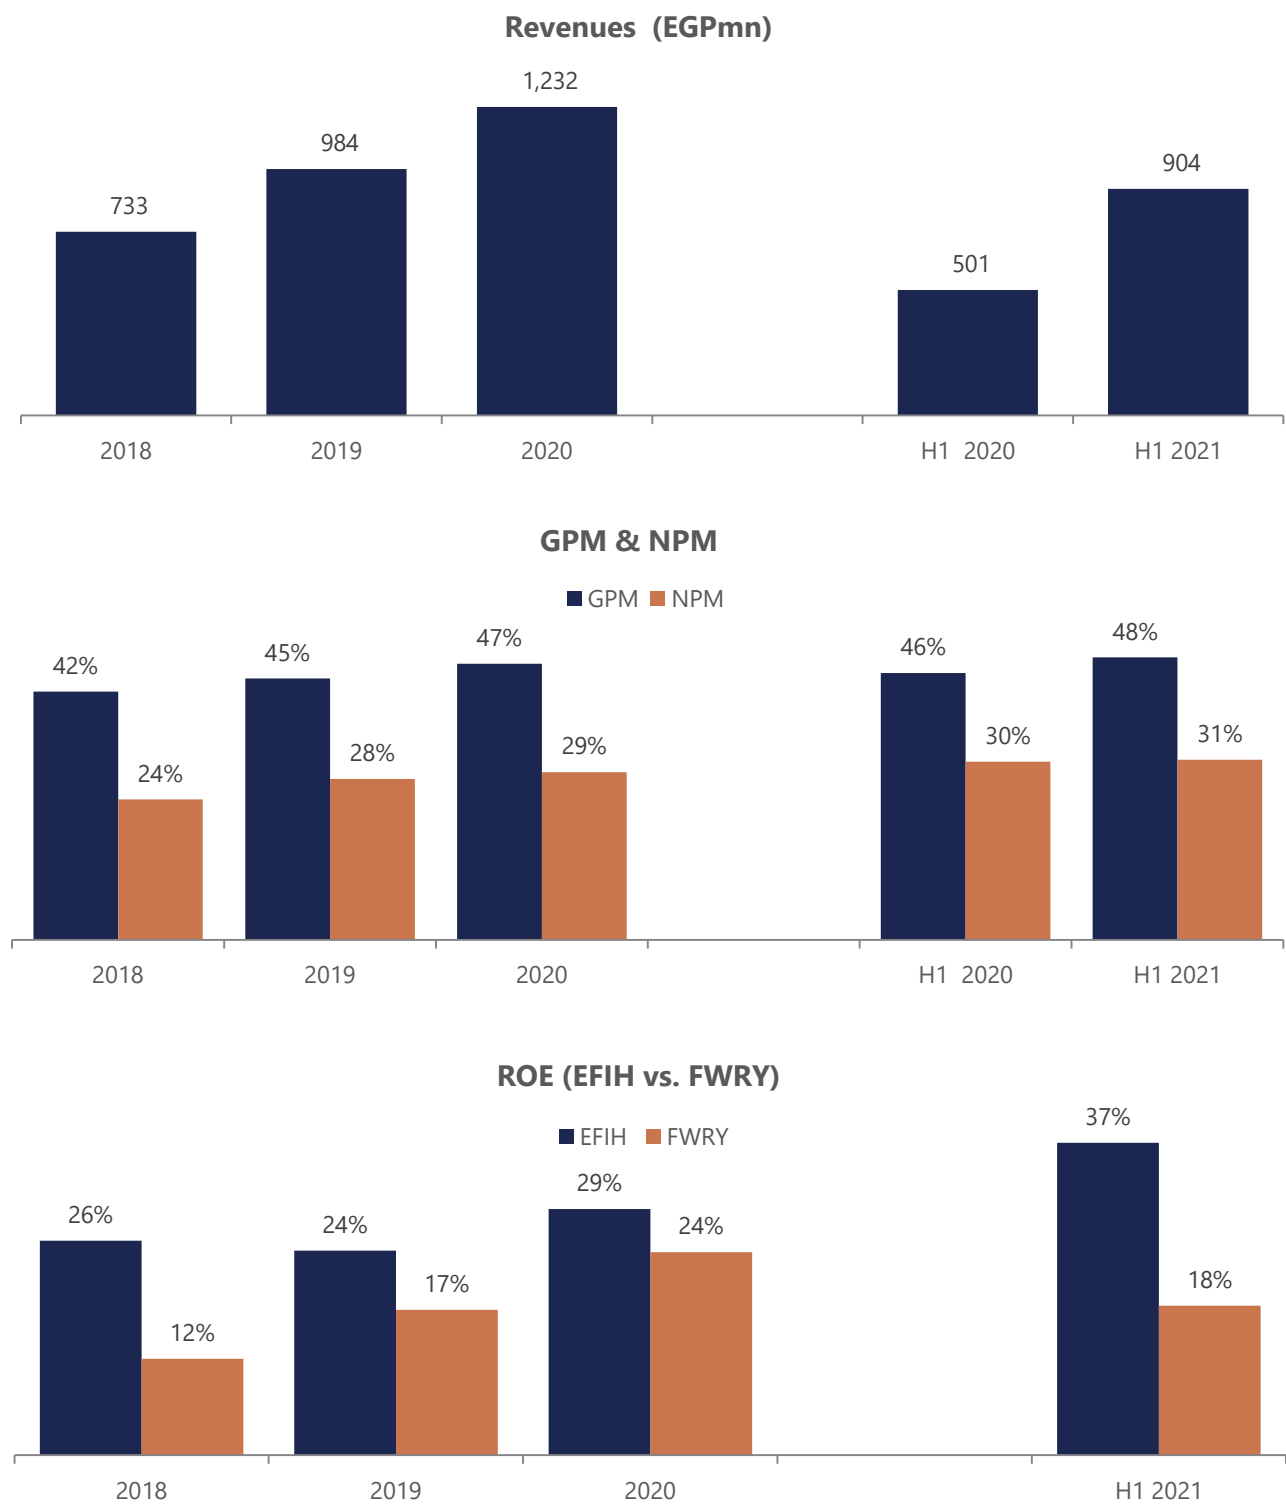 Revenues (EGPmn)
1,232
984
904
733
501
2018 2019 2020 H1 2020 H1 2021
GPM & NPM
GPM NPM
42% 24% 45% 28% 47% 29% 46% 30% 48% 31%
2018 2019 2020 H1 2020 H1 2021
ROE (EFIH vs. FWRY)
EFIH FWRY
26% 12% 24% 17% 29% 24% 37% 18%
2018 2019 2020 H1 2021